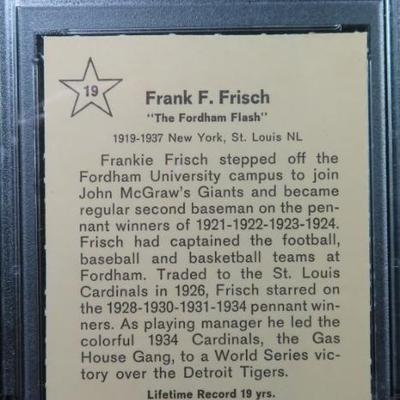 19
Frank F. Frisch
"The Fordham Flash"
1919-1937 New York, St. Louis NL
Frankie Frisch stepped off the
Fordham University campus to join
John McGraw's Giants and became
regular second baseman on the pen-
nant winners of 1921-1922-1923-1924.
Frisch had captained the football,
baseball and basketball teams at
Fordham. Traded to the St. Louis
Cardinals in 1926, Frisch starred on
the 1928-1930-1931-1934 pennant win-
ners. As playing manager he led the
colorful 1934 Cardinals, the Gas
House Gang, to a World Series vic-
tory over the Detroit Tigers.
Lifetime Record 19 yrs.